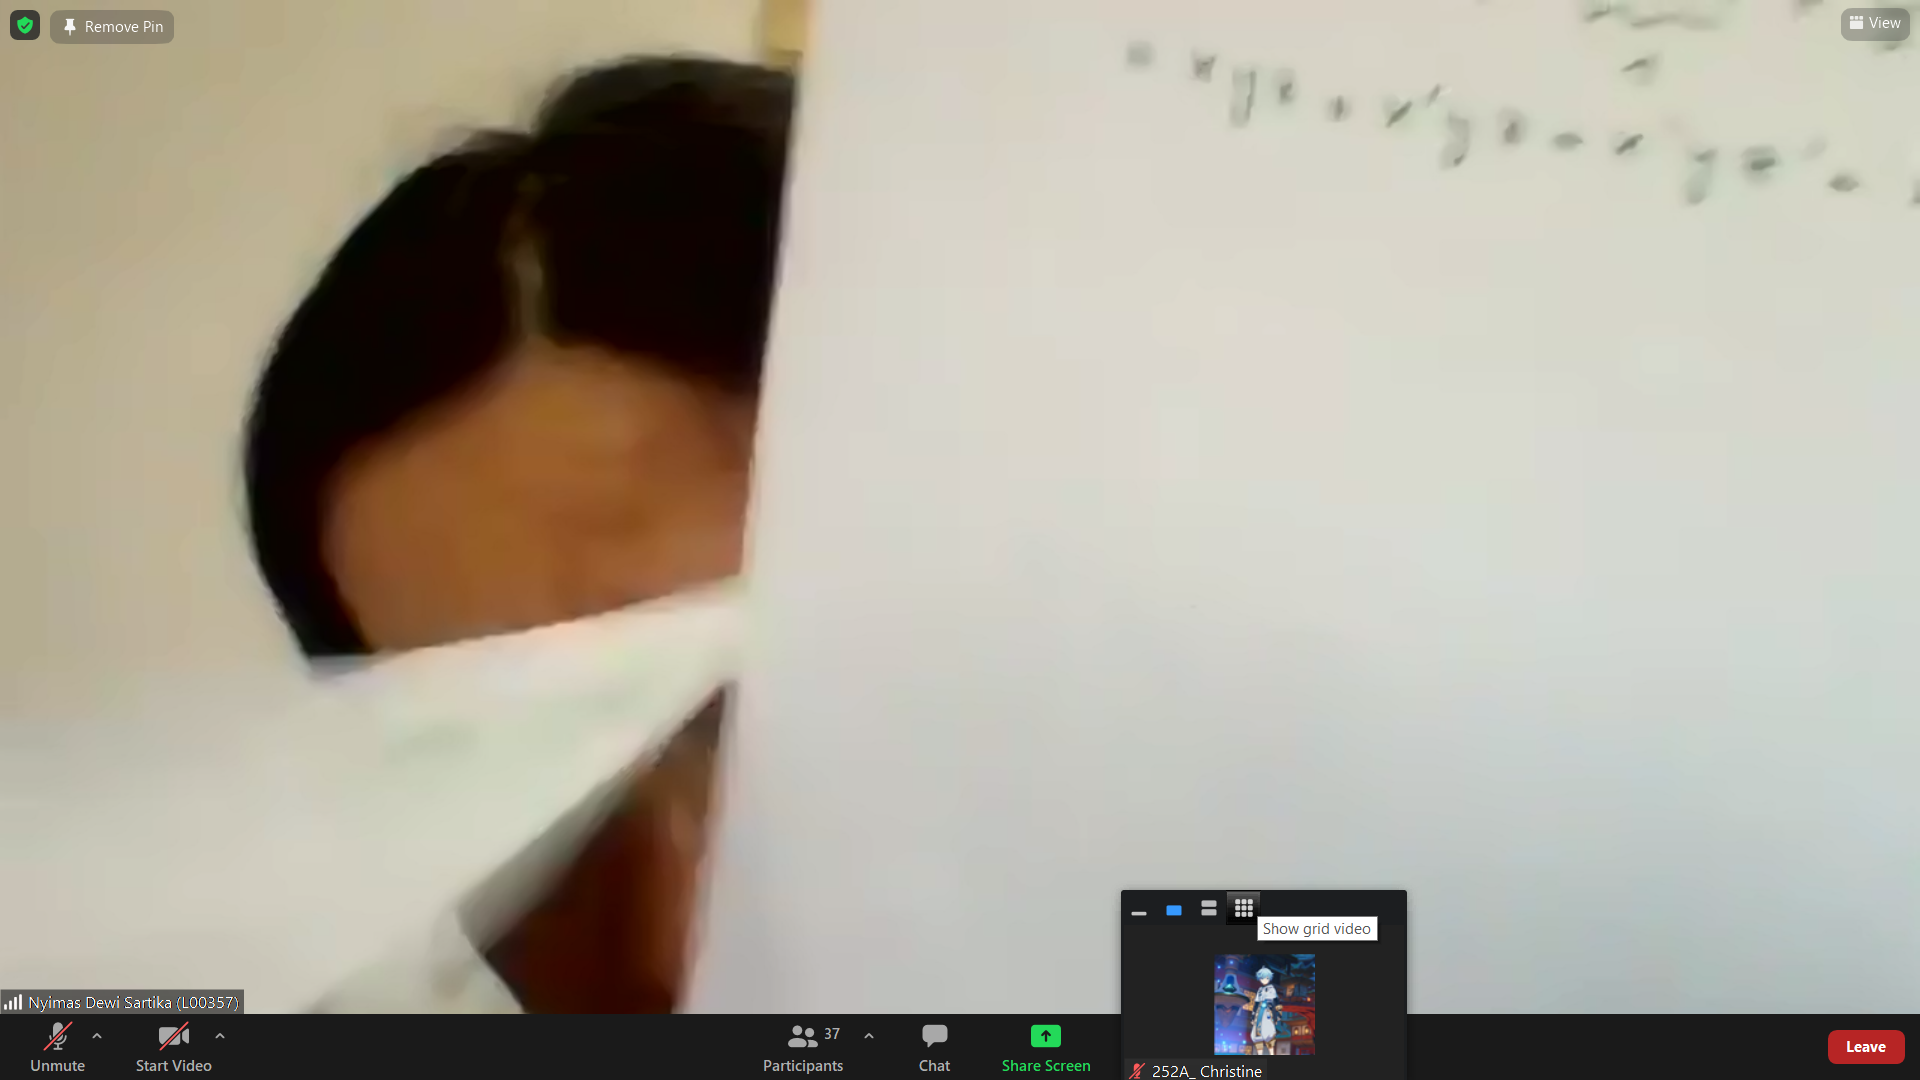 Remove Pin
View
Show grid video
Nyimas Dewi Sartika (L00357)
252A_ Christine
Unmute
Start Video
37
Participants
Chat
Share Screen
Leave